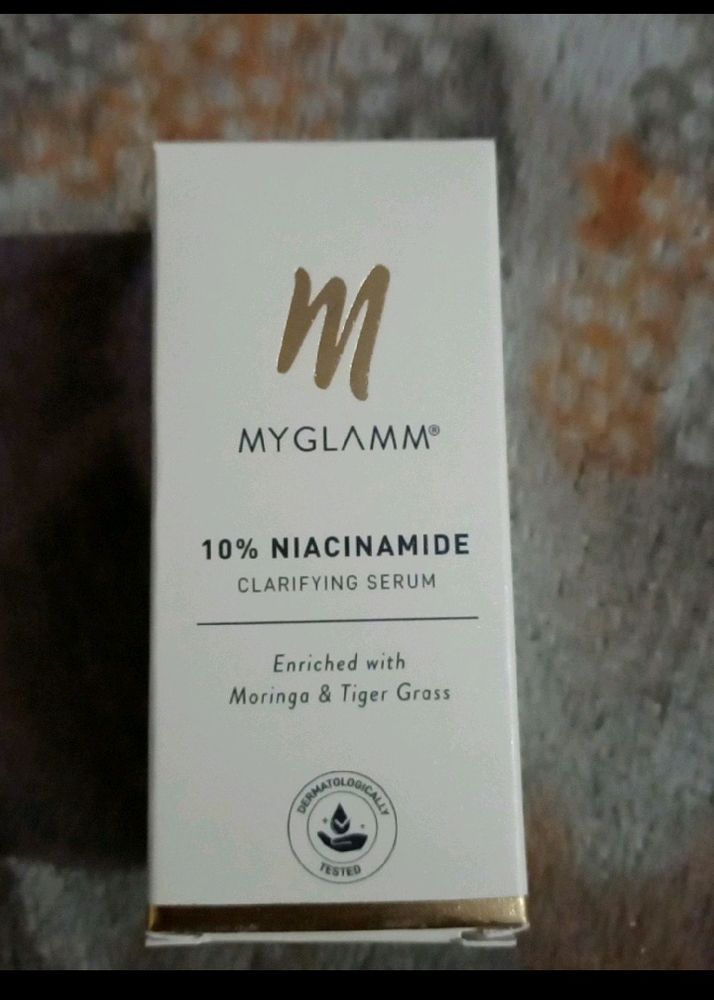 m
MYGLAMM®
10% NIACINAMIDE
CLARIFYING SERUM
Enriched with
Moringa & Tiger Grass
DERMATOLOGICALLY
TESTED